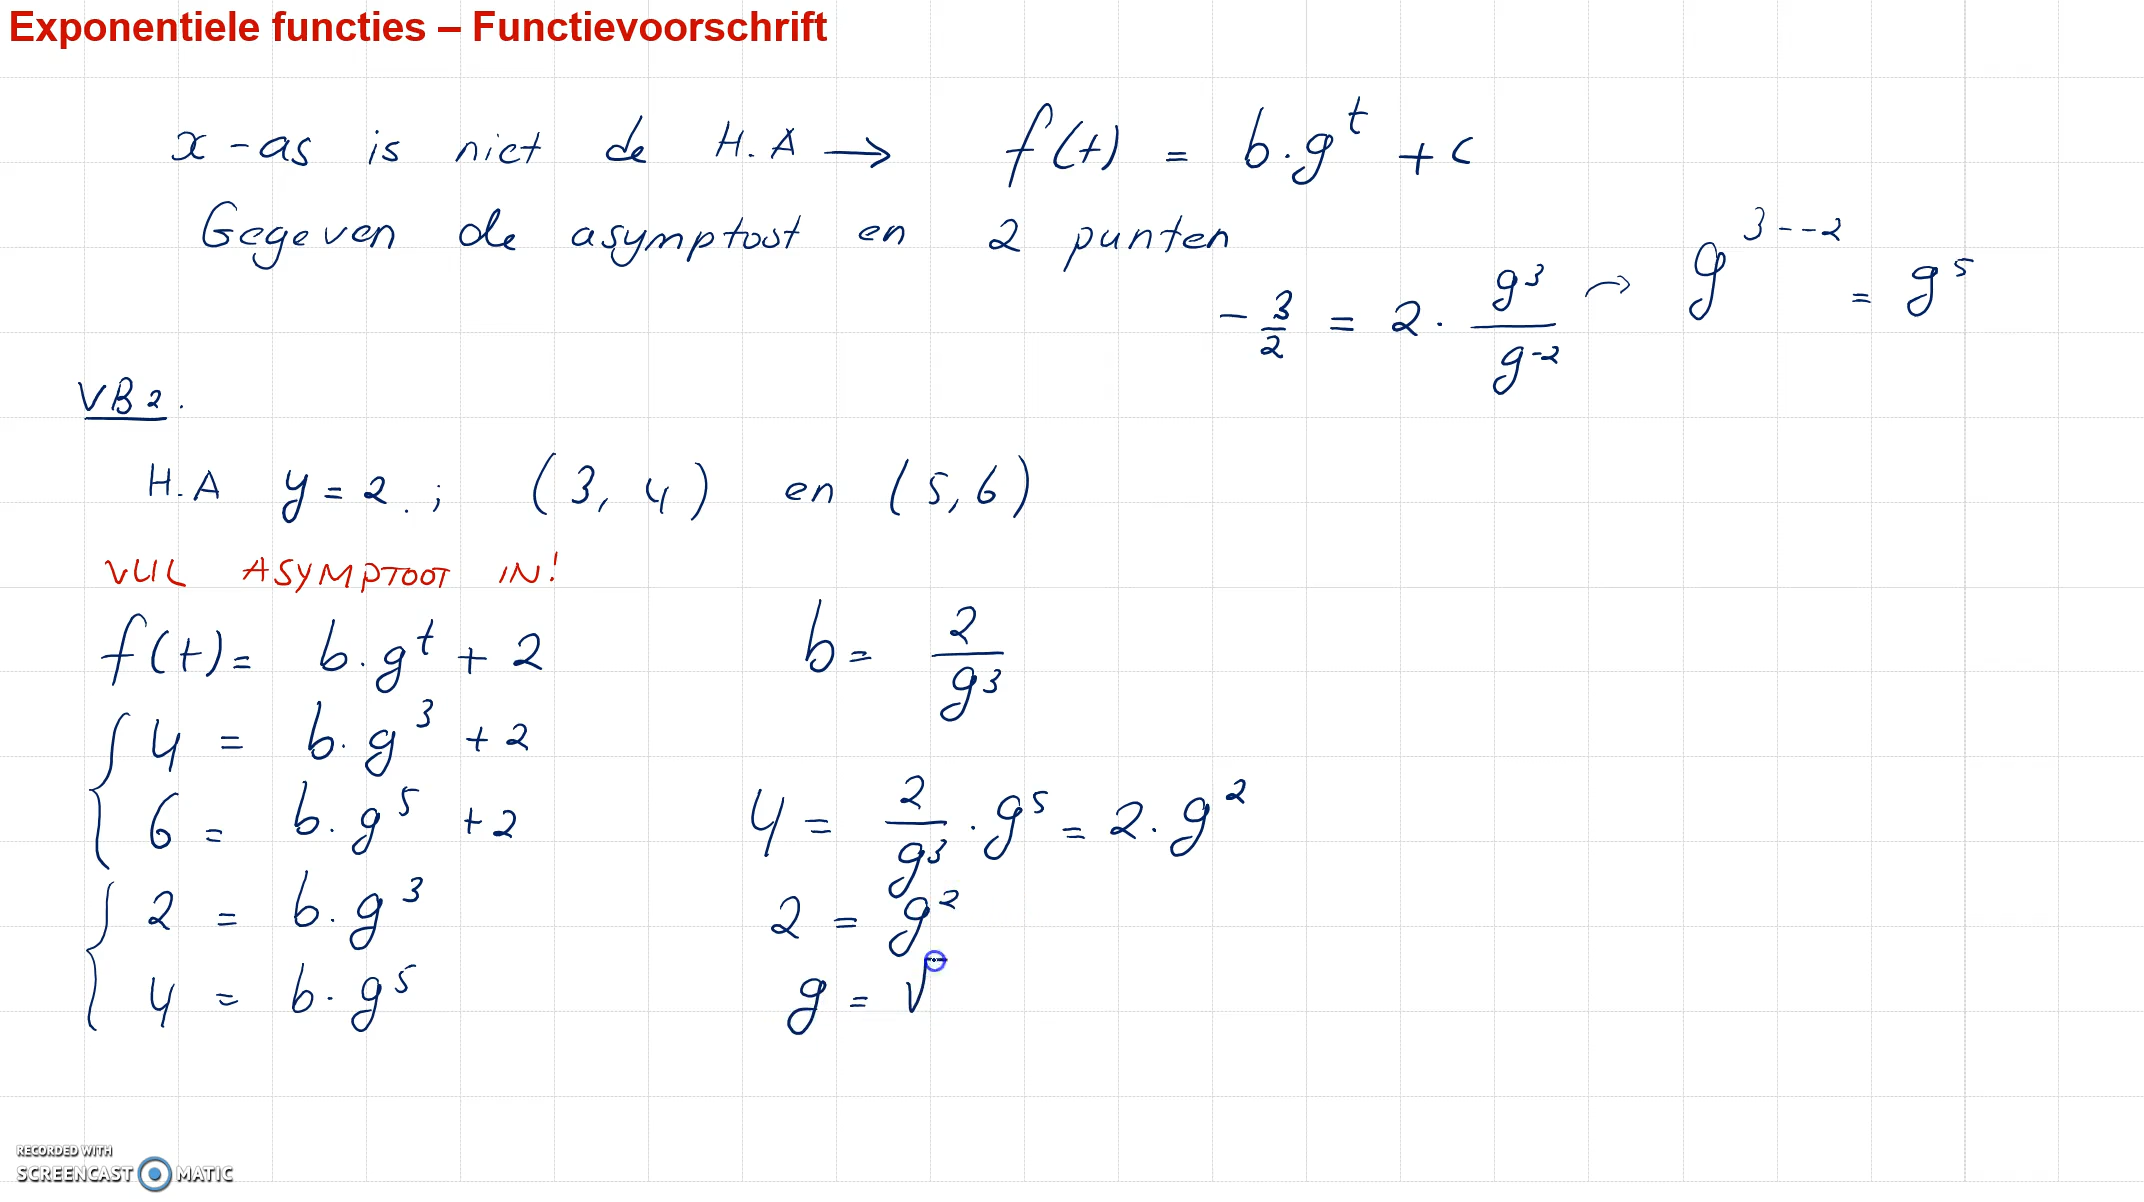 Exponentiele functies – Functievoorschrift
x-as is niet de H.A → f(t) = b·g^t + c
Gegeven de asymptoot en 2 punten
-3/2 = 2 · g^3/g^-2 → g^3--2 = g^5
VB2.
H.A y = 2. ; (3, 4) en (5, 6)
VUL ASYMPTOOT IN!
f(t) = b·g^t + 2
{ 4 = b·g^3 + 2
6 = b·g^5 + 2
{ 2 = b·g^3
4 = b·g^5
b = 2/g^3
4 = 2/g^3 · g^5 = 2·g^2
2 = g^2
g = √
RECORDED WITH
SCREENCAST MATIC